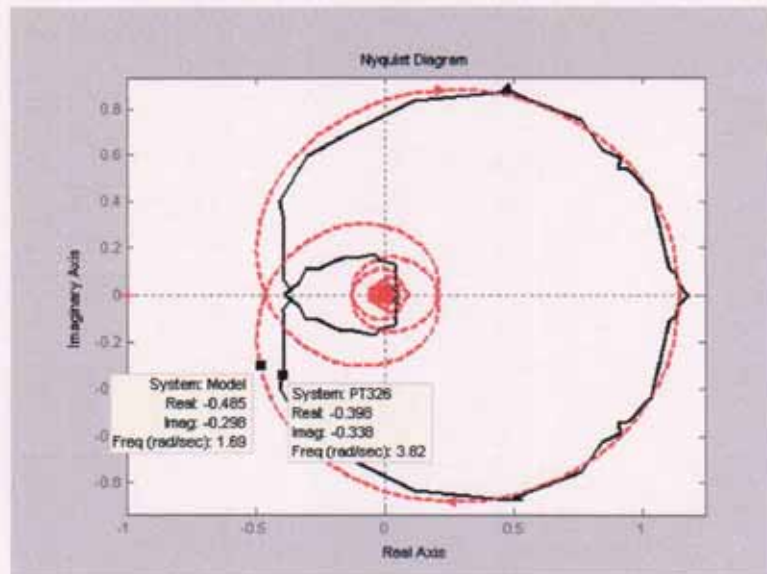 Nyquist Diagram
0.8
0.6
0.4
0.2
0
-0.2
-0.8
-1
-0.5
0
0.5
1
Imaginary Axis
Real Axis
System: Model
Real: -0.485
Imag: -0.298
Freq (rad/sec): 1.69
System: PT326
Real: -0.398
Imag: -0.338
Freq (rad/sec): 3.82